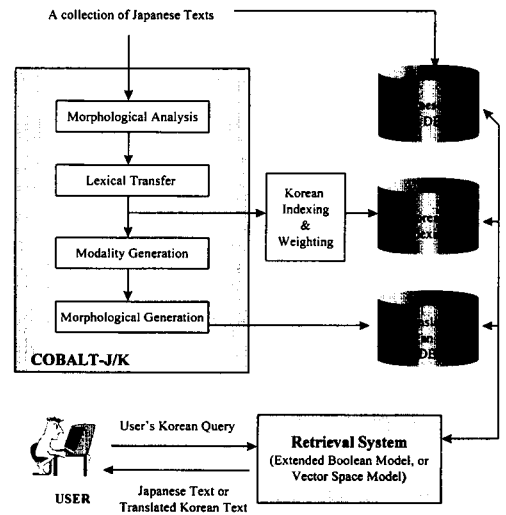 A collection of Japanese Texts
Morphological Analysis
Lexical Transfer
Korean
Indexing
&
Weighting
Modality Generation
Morphological Generation
COBALT-J/K
User's Korean Query
Retrieval System
(Extended Boolean Model, or
Vector Space Model)
USER
Japanese Text or
Translated Korean Text